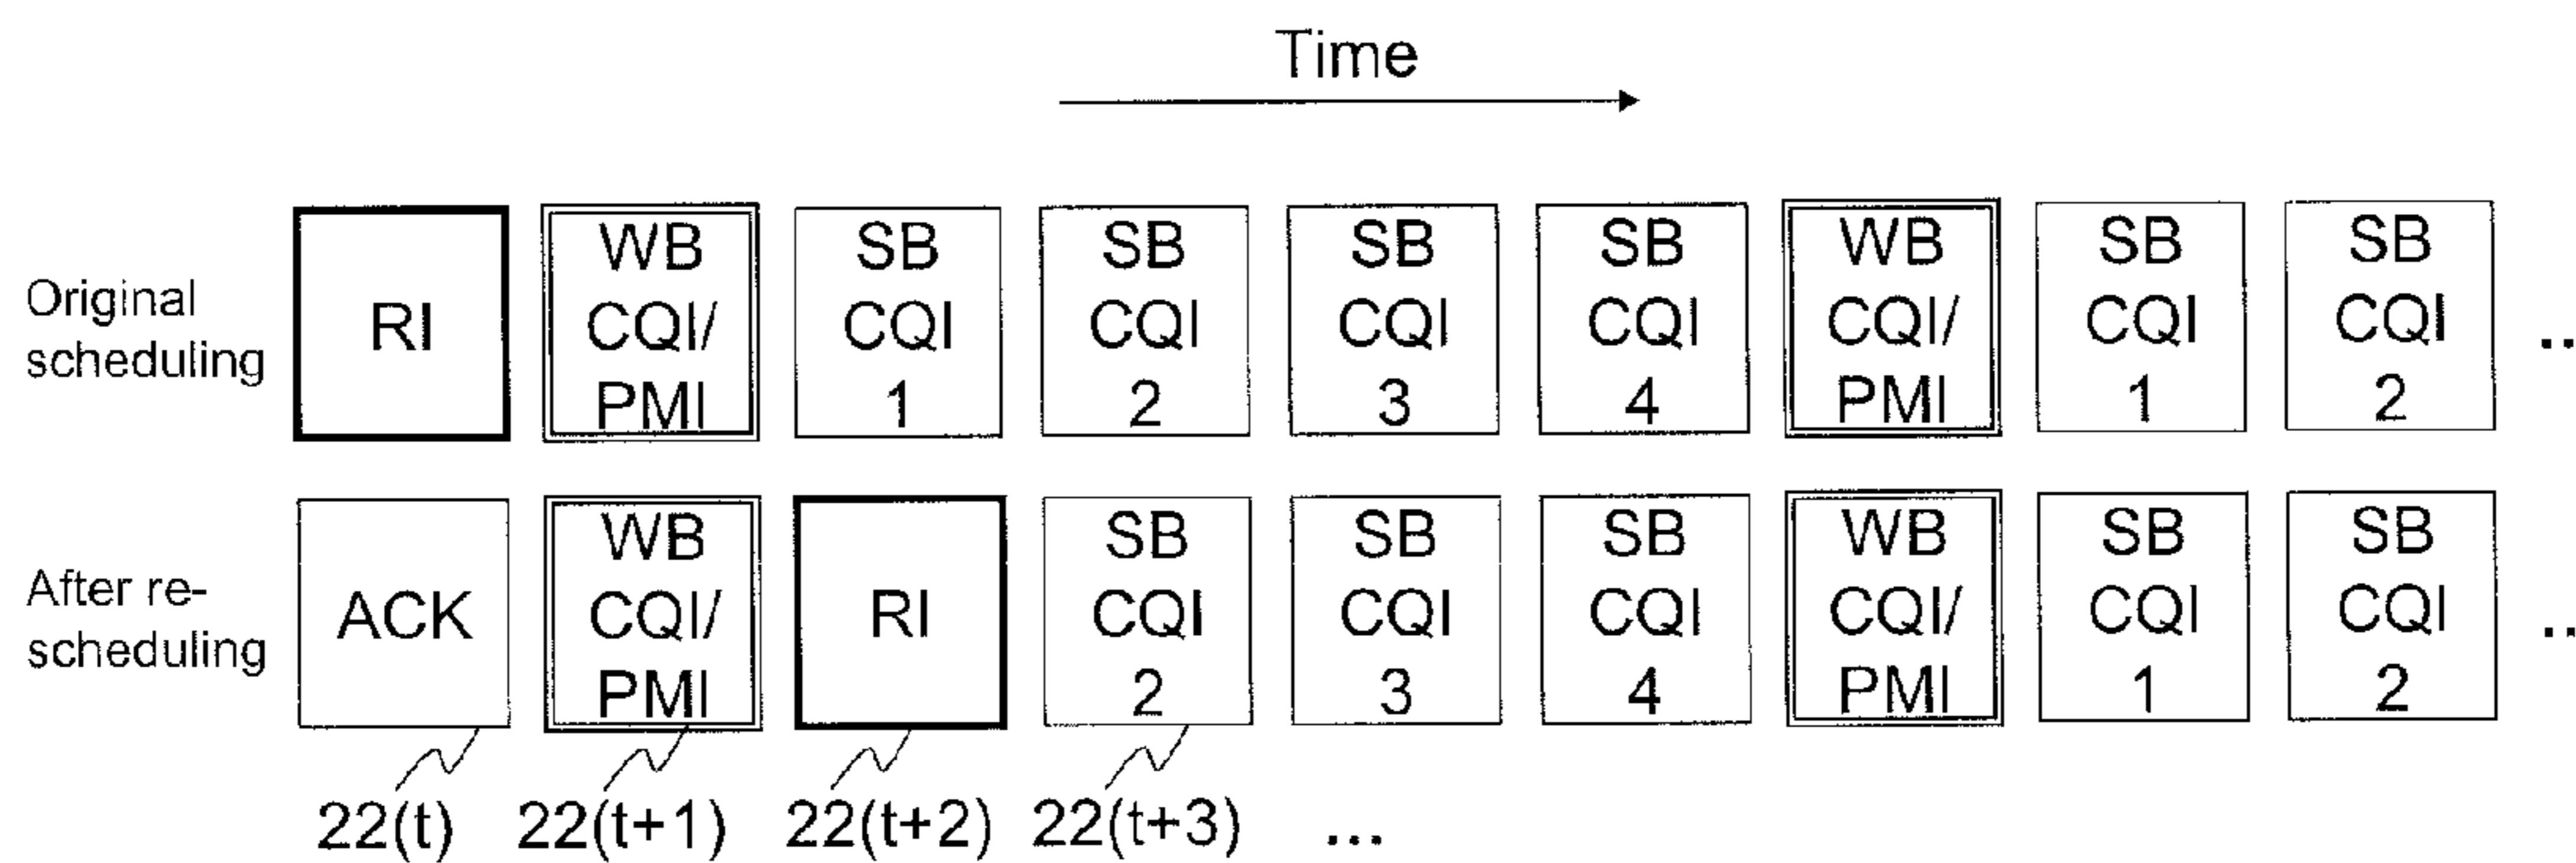 Time
Original
scheduling
RI
WB
CQI/
PMI
SB
CQI
1
SB
CQI
2
SB
CQI
3
SB
CQI
4
WB
CQI/
PMI
SB
CQI
1
SB
CQI
2
..
After re-
scheduling
ACK
WB
CQI/
PMI
RI
SB
CQI
2
SB
CQI
3
SB
CQI
4
WB
CQI/
PMI
SB
CQI
1
SB
CQI
2
..
22(t) 22(t+1) 22(t+2) 22(t+3) ...